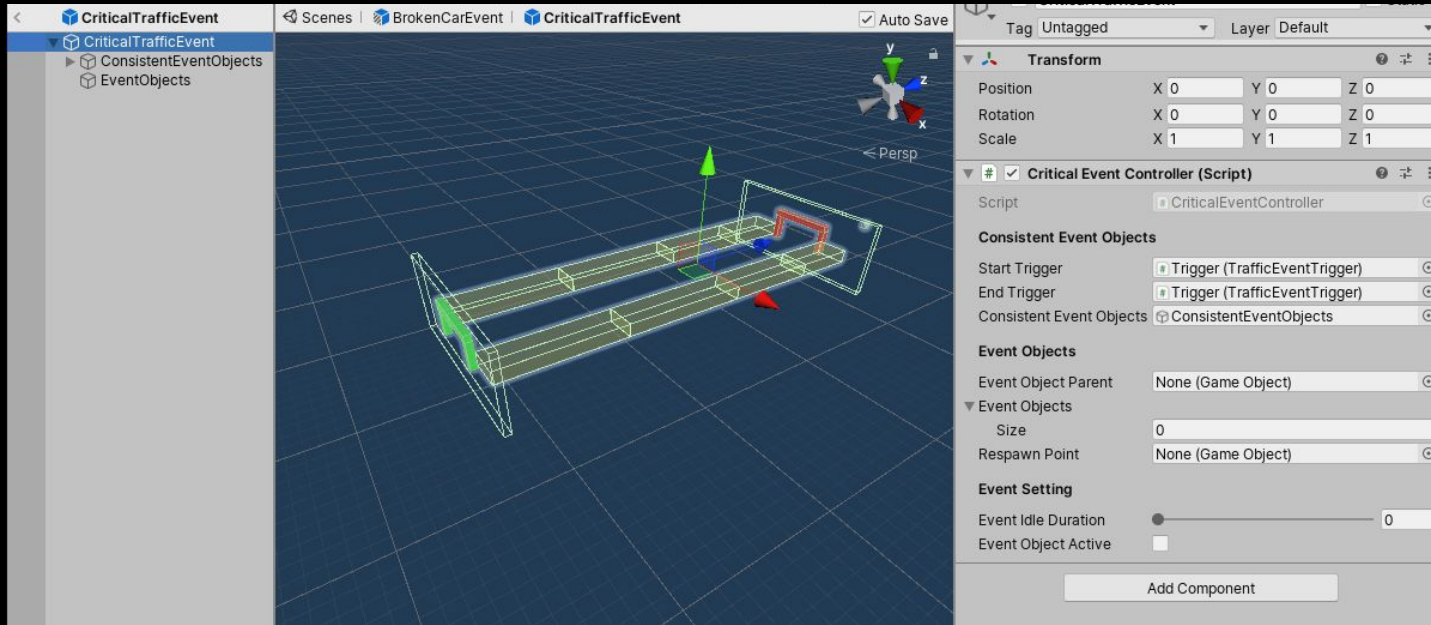 CriticalTrafficEvent
CriticalTrafficEvent
ConsistentEventObjects
EventObjects
Scenes | BrokenCarEvent | CriticalTrafficEvent
Auto Save
y
z
x
Persp
Tag Untagged Layer Default
Transform
Position X 0 Y 0 Z 0
Rotation X 0 Y 0 Z 0
Scale X 1 Y 1 Z 1
# Critical Event Controller (Script)
Script # CriticalEventController
Consistent Event Objects
Start Trigger # Trigger (TrafficEventTrigger)
End Trigger # Trigger (TrafficEventTrigger)
Consistent Event Objects ConsistentEventObjects
Event Objects
Event Object Parent None (Game Object)
Event Objects
Size 0
Respawn Point None (Game Object)
Event Setting
Event Idle Duration 0
Event Object Active
Add Component